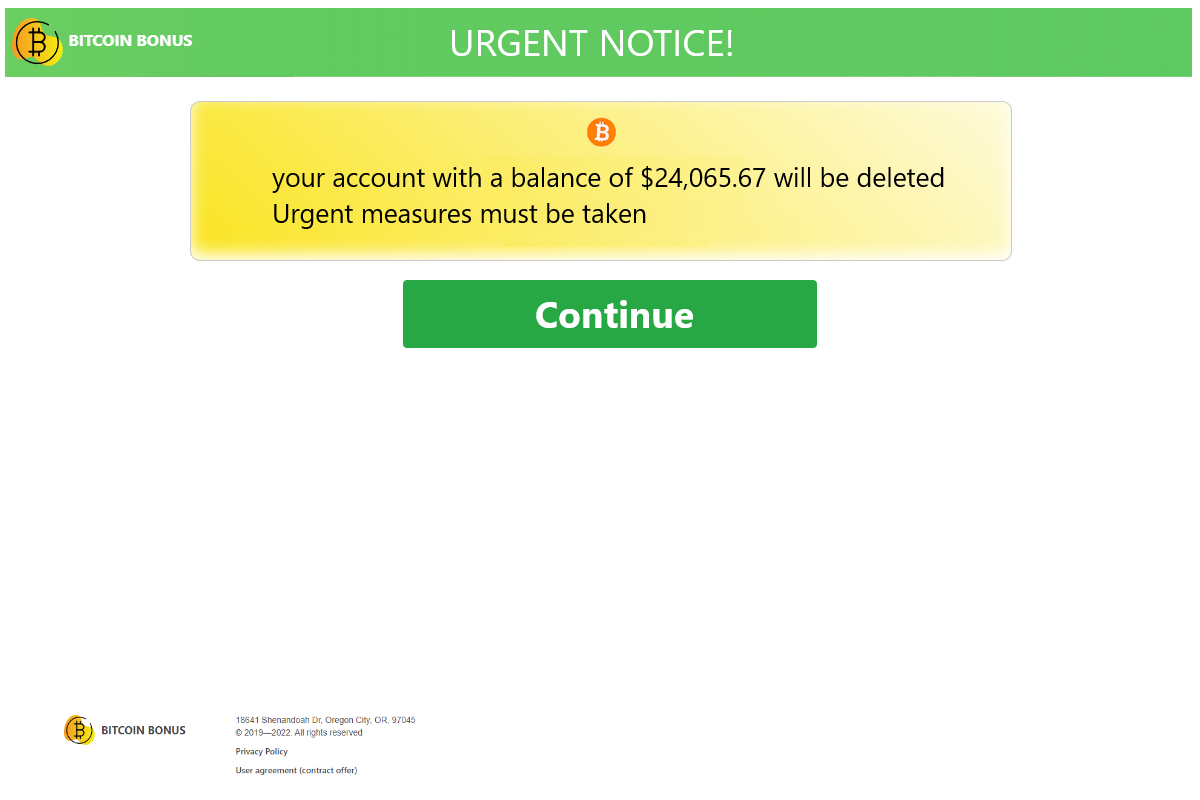 BITCOIN BONUS
URGENT NOTICE!
your account with a balance of $24,065.67 will be deleted
Urgent measures must be taken
Continue
BITCOIN BONUS
18641 Shenandoah Dr, Oregon City, OR, 97045
© 2019—2022. All rights reserved
Privacy Policy
User agreement (contract offer)